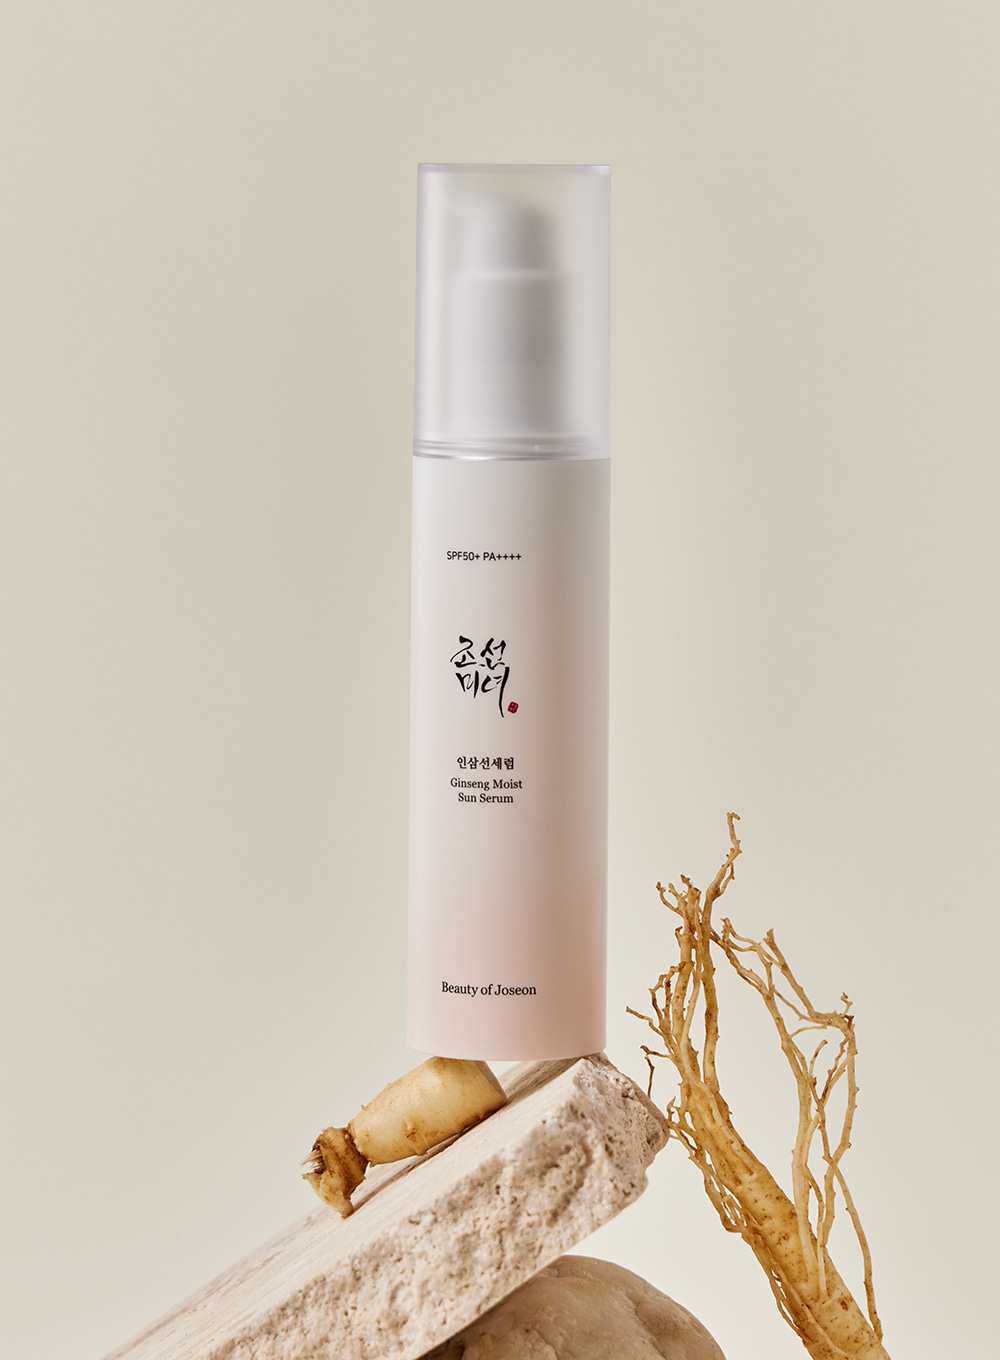 SPF50+ PA++++
조선
미녀
인삼선세럼
Ginseng Moist
Sun Serum
Beauty of Joseon